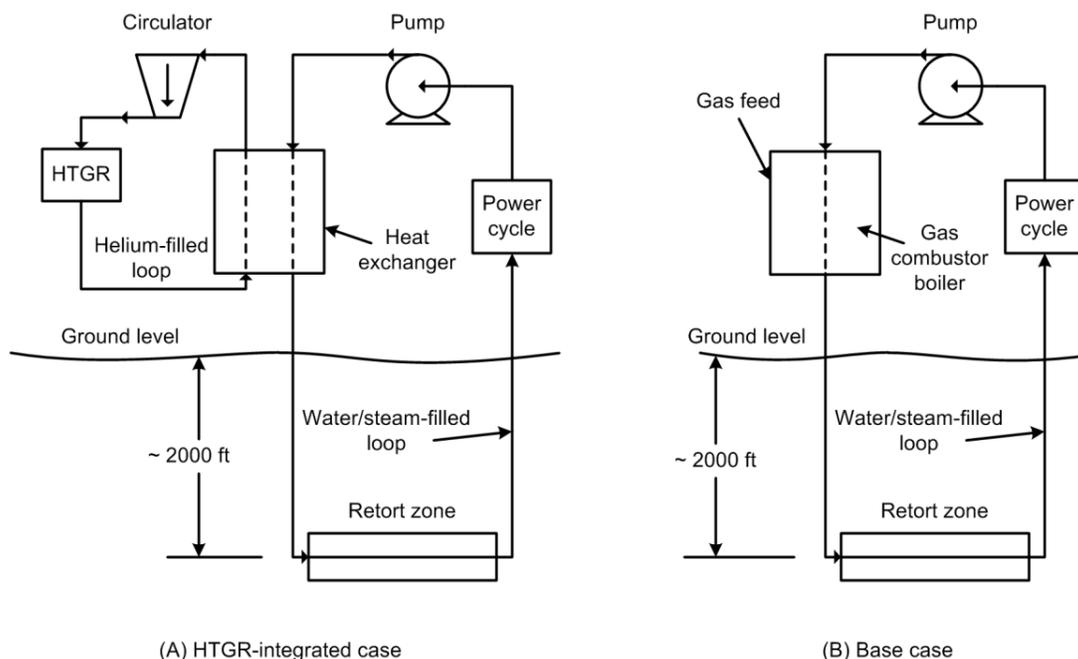 Circulator
Pump
HTGR
Helium-filled
loop
Heat
exchanger
Power
cycle
Ground level
~ 2000 ft
Water/steam-filled
loop
Retort zone
(A) HTGR-integrated case
Pump
Gas feed
Power
cycle
Gas
combustor
boiler
Ground level
~ 2000 ft
Water/steam-filled
loop
Retort zone
(B) Base case